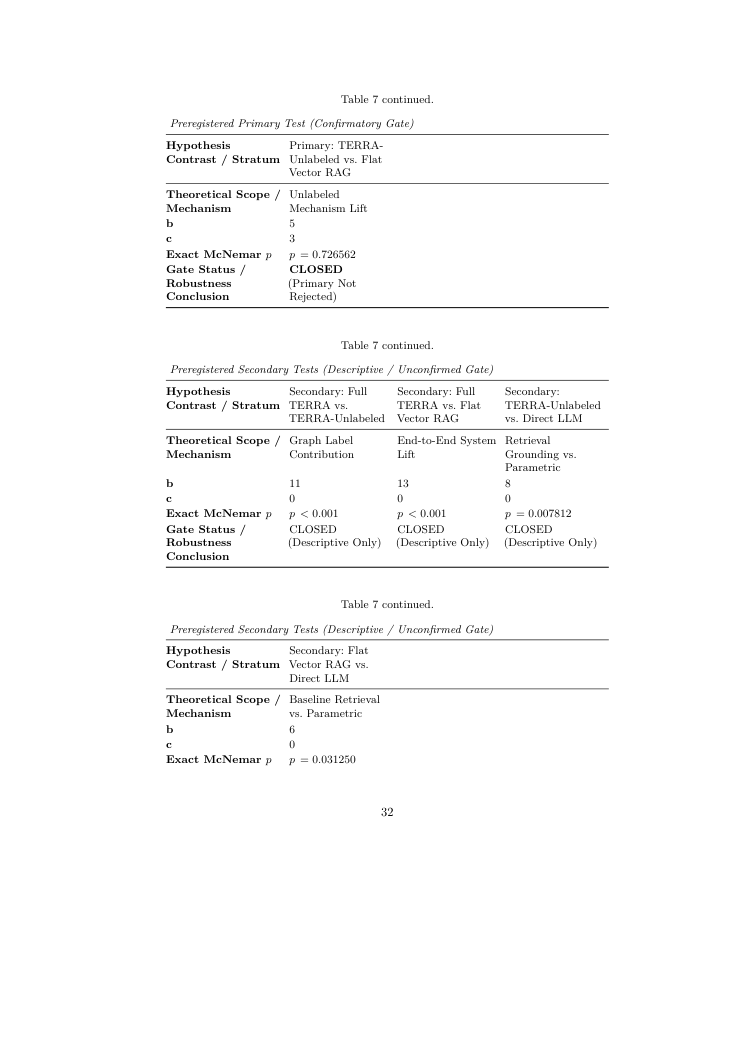 Table 7 continued.
Preregistered Primary Test (Confirmatory Gate)
Hypothesis Primary: TERRA-
Contrast / Stratum Unlabeled vs. Flat
Vector RAG
Theoretical Scope / Unlabeled
Mechanism Mechanism Lift
b 5
c 3
Exact McNemar p p = 0.726562
Gate Status / CLOSED
Robustness (Primary Not
Conclusion Rejected)
Table 7 continued.
Preregistered Secondary Tests (Descriptive / Unconfirmed Gate)
Hypothesis Secondary: Full Secondary: Full Secondary:
Contrast / Stratum TERRA vs. TERRA vs. Flat TERRA-Unlabeled
TERRA-Unlabeled Vector RAG vs. Direct LLM
Theoretical Scope / Graph Label End-to-End System Retrieval
Mechanism Contribution Lift Grounding vs.
Parametric
b 11 13 8
c 0 0 0
Exact McNemar p p < 0.001 p < 0.001 p = 0.007812
Gate Status / CLOSED CLOSED CLOSED
Robustness (Descriptive Only) (Descriptive Only) (Descriptive Only)
Conclusion
Table 7 continued.
Preregistered Secondary Tests (Descriptive / Unconfirmed Gate)
Hypothesis Secondary: Flat
Contrast / Stratum Vector RAG vs.
Direct LLM
Theoretical Scope / Baseline Retrieval
Mechanism vs. Parametric
b 6
c 0
Exact McNemar p p = 0.031250
32